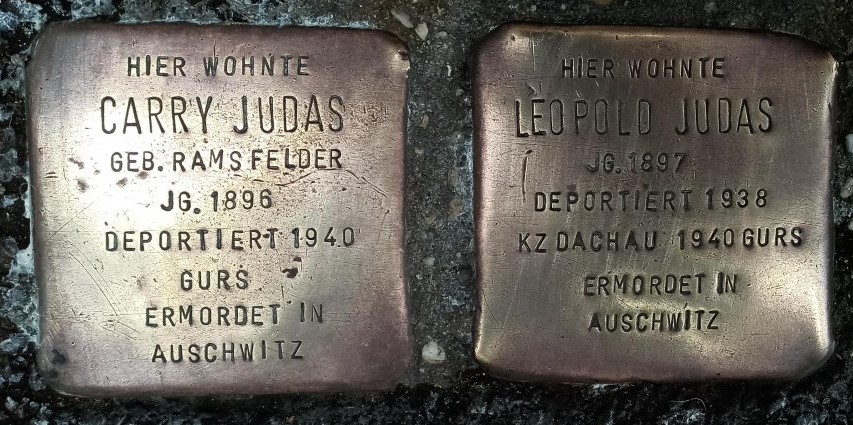 HIER WOHNTE
CARRY JUDAS
GEB. RAMSFELDER
JG. 1896
DEPORTIERT 1940
GURS
ERMORDET IN
AUSCHWITZ
HIER WOHNTE
LEOPOLD JUDAS
JG. 1897
DEPORTIERT 1938
KZ DACHAU 1940 GURS
ERMORDET IN
AUSCHWITZ